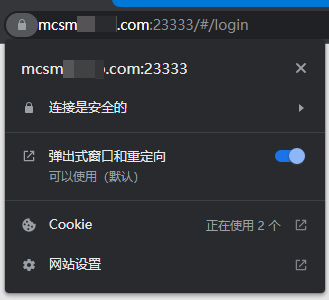 mcsm .com:23333/#/login
mcsm .com:23333
连接是安全的
弹出式窗口和重定向
可以使用（默认）
Cookie
正在使用 2 个
网站设置